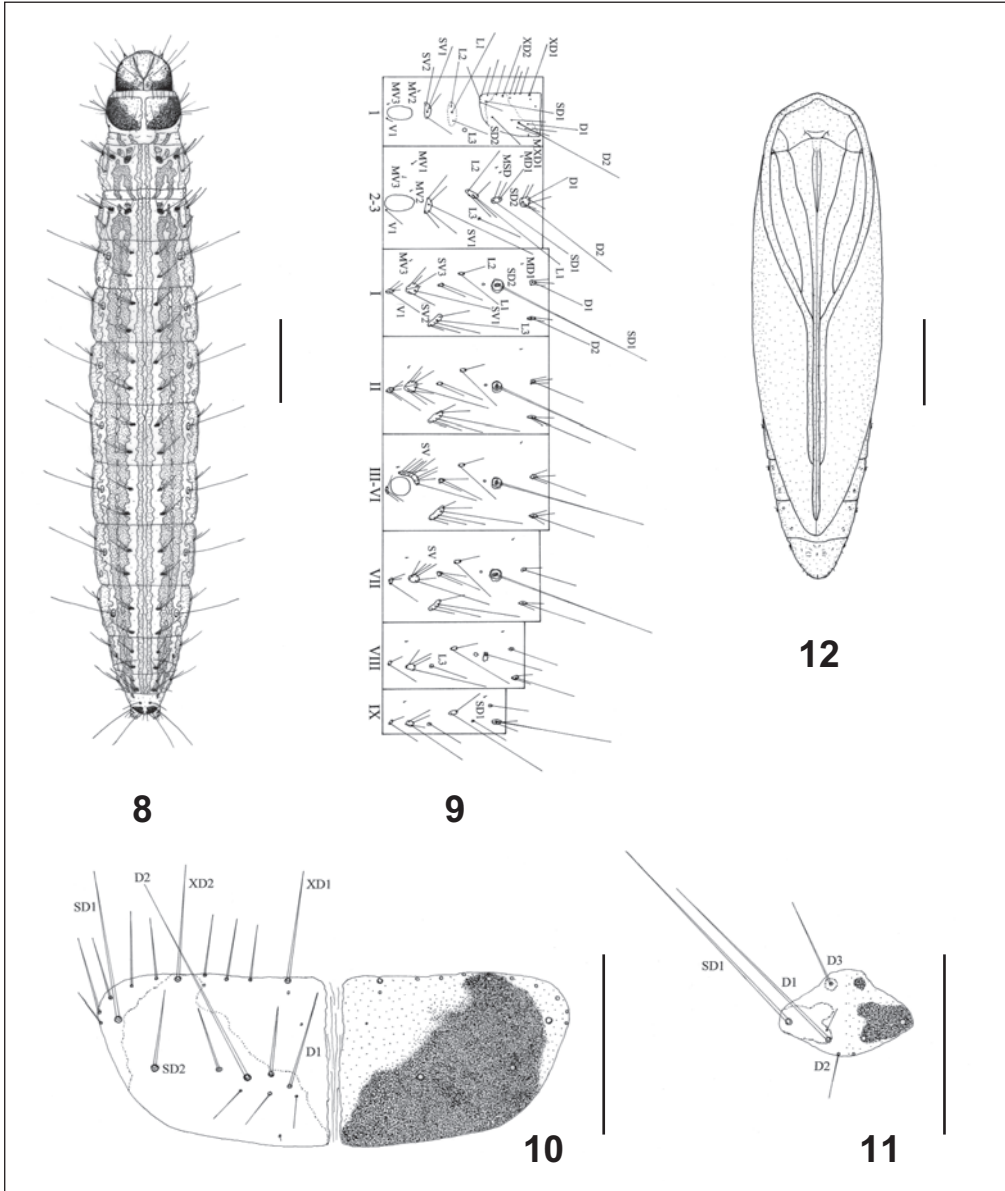 XD1
XD2
L1
L2
SV1
SV2
SD1
D1
MXD1
D2
MV2
MV3
V1
L3
SD2
1
MV1
MV3
MV2
V1
L2
MSD
MD1
SD2
D1
L3
SV1
D2
SD1
L1
2-3
MV3
SV3
L2
SD2
MD1
V1
SV2
L1
SV1
L3
D1
D2
SD1
I
II
SV
III-VI
SV
VII
L3
VIII
SD1
IX
8
9
12
D2
XD2
XD1
SD1
SD2
D1
10
D3
D1
SD1
D2
11